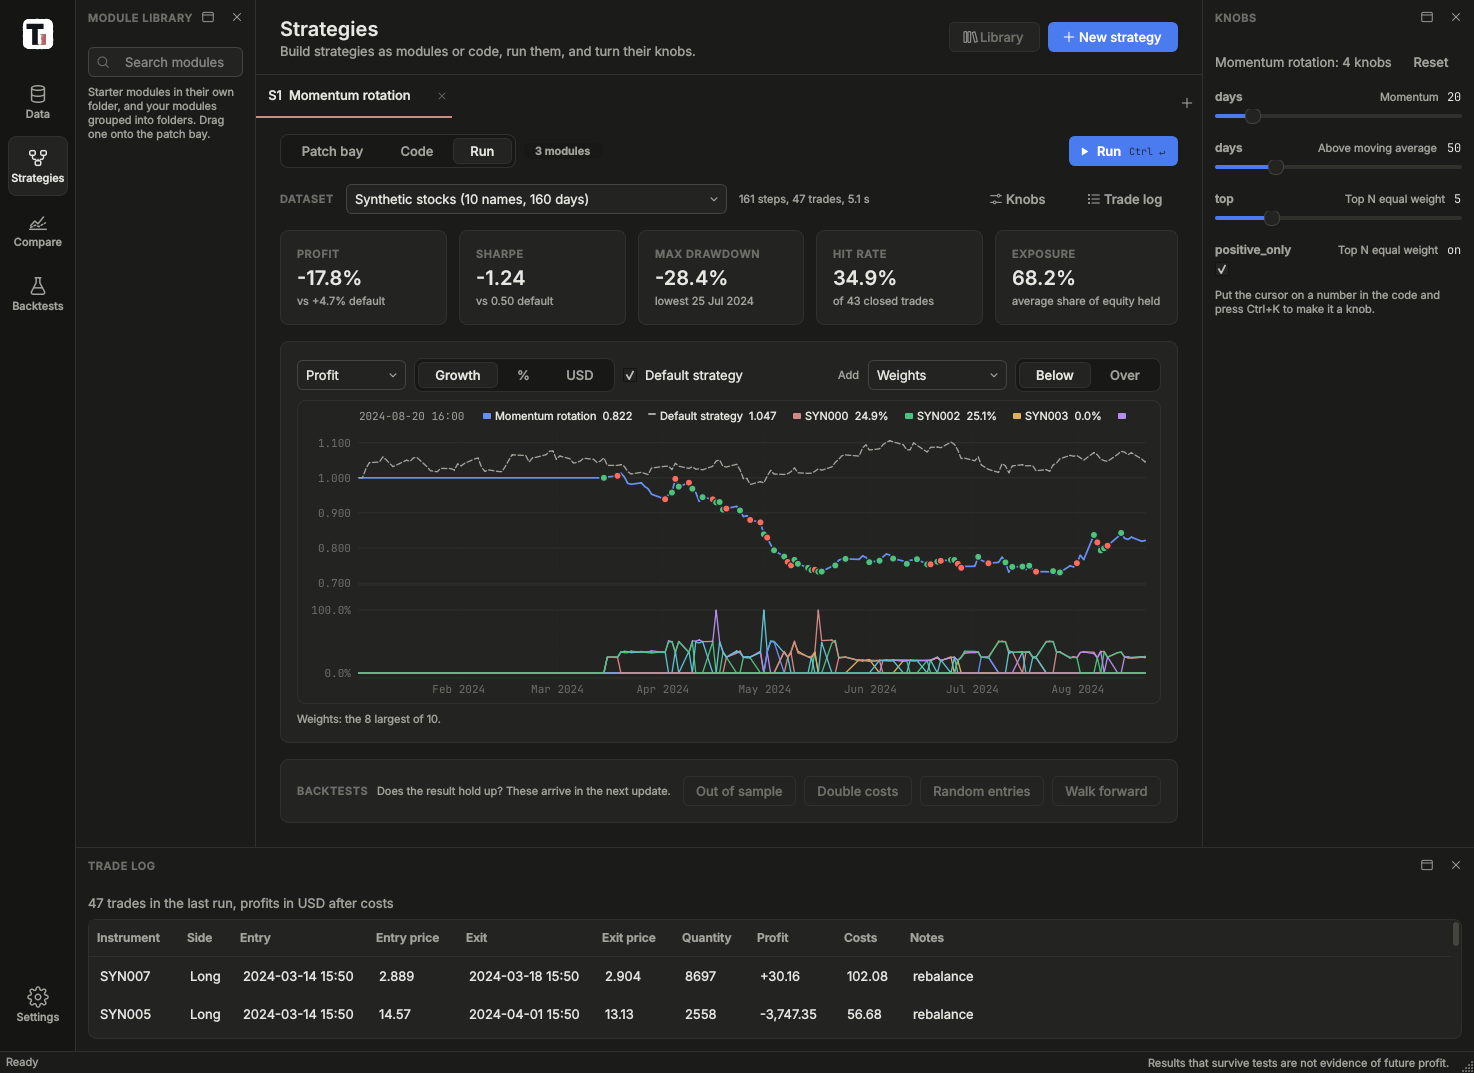 MODULE LIBRARY
Search modules
Starter modules in their own
folder, and your modules
grouped into folders. Drag
one onto the patch bay.
Data
Strategies
Compare
Backtests
Settings
Strategies
Build strategies as modules or code, run them, and turn their knobs.
Library
+ New strategy
S1 Momentum rotation
Patch bay Code Run 3 modules
Run Ctrl ↵
DATASET Synthetic stocks (10 names, 160 days) 161 steps, 47 trades, 5.1 s
Knobs Trade log
PROFIT
-17.8%
vs +4.7% default
SHARPE
-1.24
vs 0.50 default
MAX DRAWDOWN
-28.4%
lowest 25 Jul 2024
HIT RATE
34.9%
of 43 closed trades
EXPOSURE
68.2%
average share of equity held
Profit Growth % USD Default strategy Add Weights Below Over
2024-08-20 16:00 Momentum rotation 0.822 Default strategy 1.047 SYN000 24.9% SYN002 25.1% SYN003 0.0%
1.100
1.000
0.900
0.800
0.700
100.0%
0.0%
Feb 2024 Mar 2024 Apr 2024 May 2024 Jun 2024 Jul 2024 Aug 2024
Weights: the 8 largest of 10.
BACKTESTS Does the result hold up? These arrive in the next update. Out of sample Double costs Random entries Walk forward
KNOBS
Momentum rotation: 4 knobs Reset
days Momentum 20
days Above moving average 50
top Top N equal weight 5
positive_only Top N equal weight on
Put the cursor on a number in the code and
press Ctrl+K to make it a knob.
TRADE LOG
47 trades in the last run, profits in USD after costs
Instrument Side Entry Entry price Exit Exit price Quantity Profit Costs Notes
SYN007 Long 2024-03-14 15:50 2.889 2024-03-18 15:50 2.904 8697 +30.16 102.08 rebalance
SYN005 Long 2024-03-14 15:50 14.57 2024-04-01 15:50 13.13 2558 -3,747.35 56.68 rebalance
Ready
Results that survive tests are not evidence of future profit.